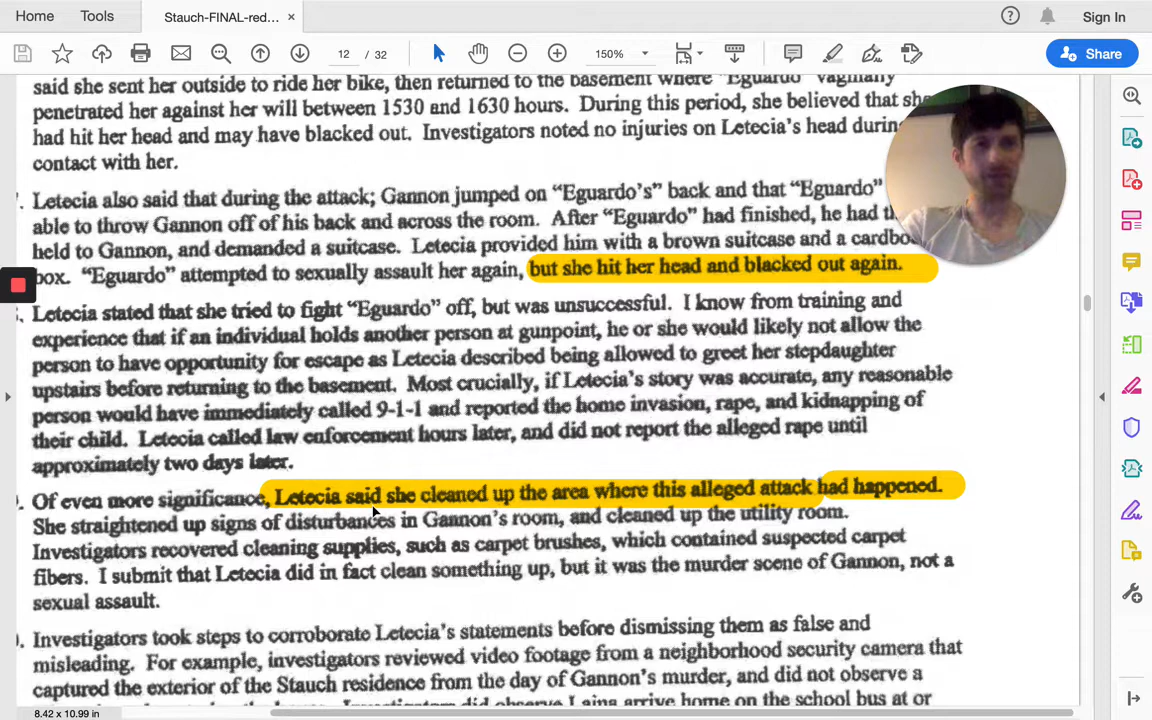 Home
Tools
Stauch-FINAL-red...
×
Sign In
12 / 32
150%
Share
said she sent her outside to ride her bike, then returned to the basement where "Eguardo" vaginally
penetrated her against her will between 1530 and 1630 hours. During this period, she believed that she
had hit her head and may have blacked out. Investigators noted no injuries on Letecia's head during
contact with her.
Letecia also said that during the attack; Gannon jumped on "Eguardo's" back and that "Eguardo"
able to throw Gannon off of his back and across the room. After "Eguardo" had finished, he had
held to Gannon, and demanded a suitcase. Letecia provided him with a brown suitcase and a
box. "Eguardo" attempted to sexually assault her again, but she hit her head and blacked out again.
Letecia stated that she tried to fight "Eguardo" off, but was unsuccessful. I know from training and
experience that if an individual holds another person at gunpoint, he or she would likely not allow the
person to have opportunity for escape as Letecia described being allowed to greet her stepdaughter
upstairs before returning to the basement. Most crucially, if Letecia's story was accurate, any reasonable
person would have immediately called 9-1-1 and reported the home invasion, rape, and kidnapping of
their child. Letecia called law enforcement hours later, and did not report the alleged rape until
approximately two days later.
Of even more significance, Letecia said she cleaned up the area where this alleged attack had happened.
She straightened up signs of disturbances in Gannon's room, and cleaned up the utility room.
Investigators recovered cleaning supplies, such as carpet brushes, which contained suspected carpet
fibers. I submit that Letecia did in fact clean something up, but it was the murder scene of Gannon, not a
sexual assault.
Investigators took steps to corroborate Letecia's statements before dismissing them as false and
misleading. For example, investigators reviewed video footage from a neighborhood security camera that
captured the exterior of the Stauch residence from the day of Gannon's murder, and did not observe a
Investigators did observe Laina arrive home on the school bus at or
8.42 x 10.99 in